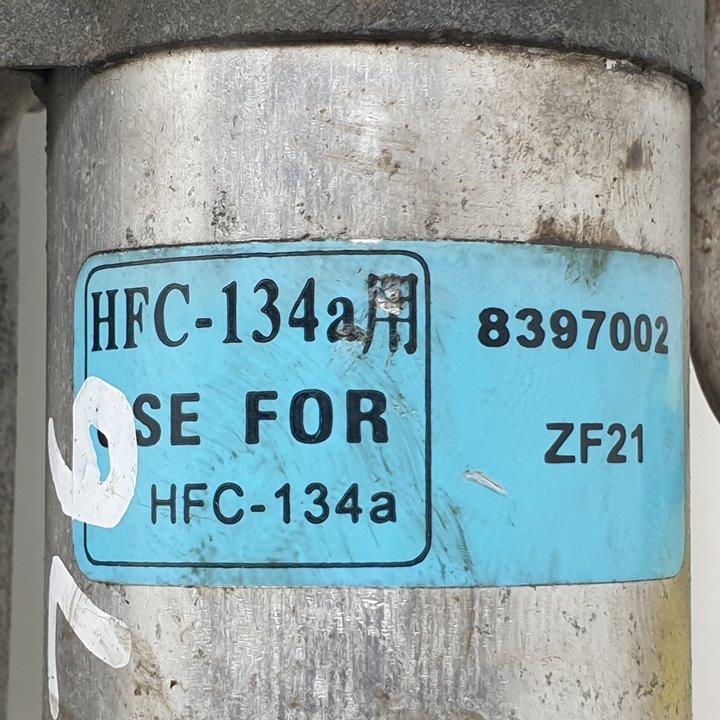 HFC-134a用
SE FOR
HFC-134a
8397002
ZF21